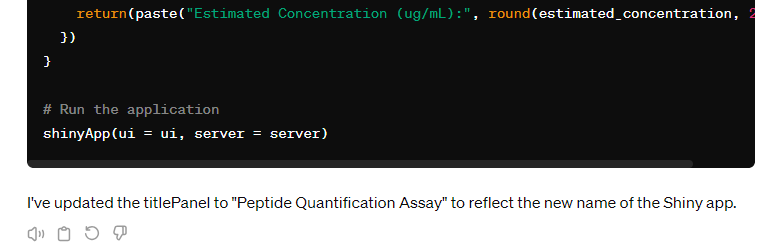 return(paste("Estimated Concentration (ug/mL):", round(estimated_concentration, 2
})
}
# Run the application
shinyApp(ui = ui, server = server)
I've updated the titlePanel to "Peptide Quantification Assay" to reflect the new name of the Shiny app.